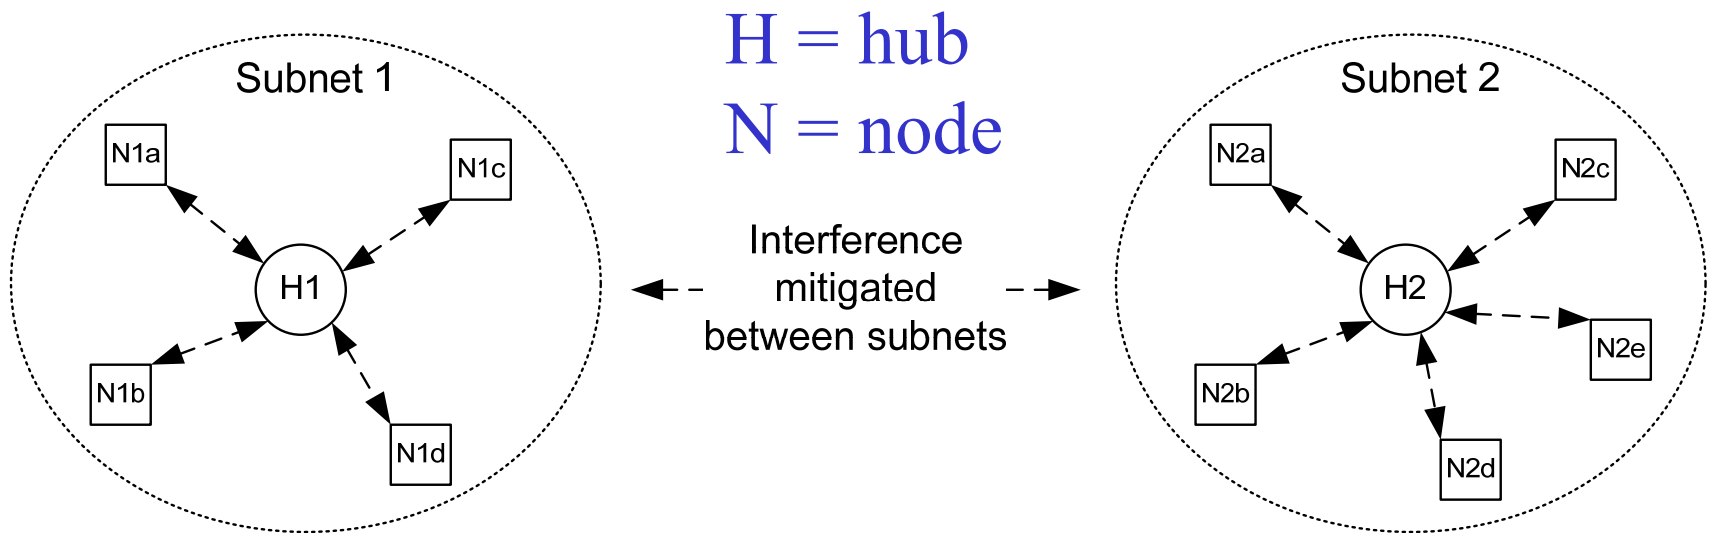 H = hub
N = node
Subnet 1
N1a
N1c
H1
N1b
N1d
Interference
mitigated
between subnets
Subnet 2
N2a
N2c
H2
N2e
N2b
N2d